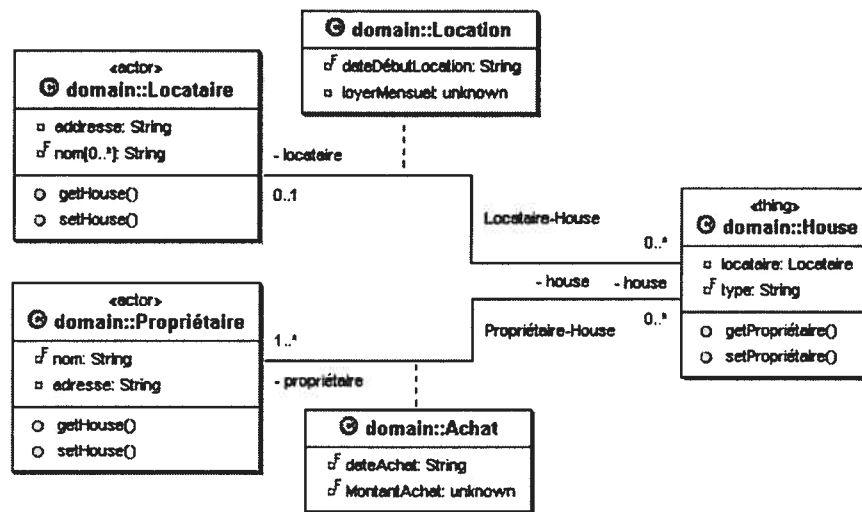 C domain::Location
F dateDébutLocation: String
loyerMensuel: unknown
«actor»
C domain::Locataire
addresse: String
F nom[0..*]: String
getHouse()
setHouse()
- locataire
0..1
Locataire-House
0..*
- house
«thing»
C domain::House
locataire: Locataire
F type: String
getPropriétaire()
setPropriétaire()
«actor»
C domain::Propriétaire
F nom: String
adresse: String
getHouse()
setHouse()
1..*
- propriétaire
- house
Propriétaire-House
0..*
C domain::Achat
F dateAchat: String
F MontantAchat: unknown